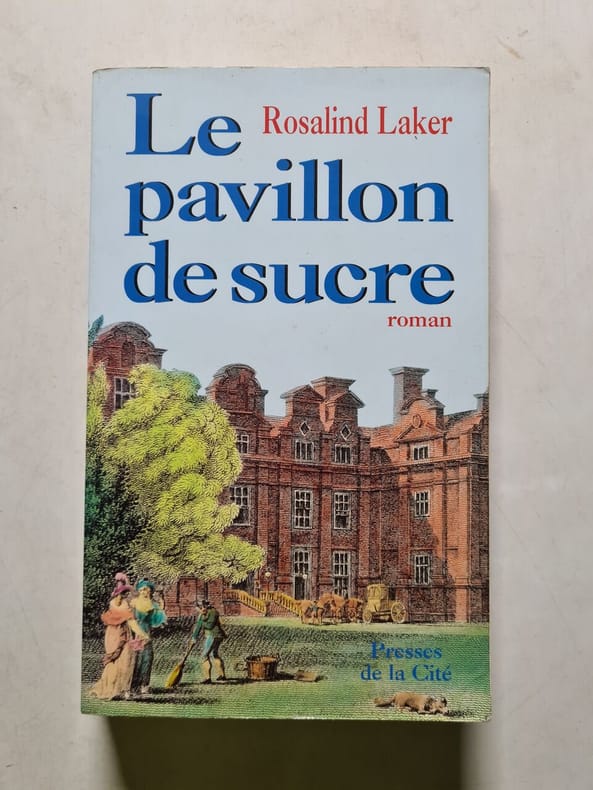 Rosalind Laker
Le
pavillon
de sucre
roman
Presses
de la Cité